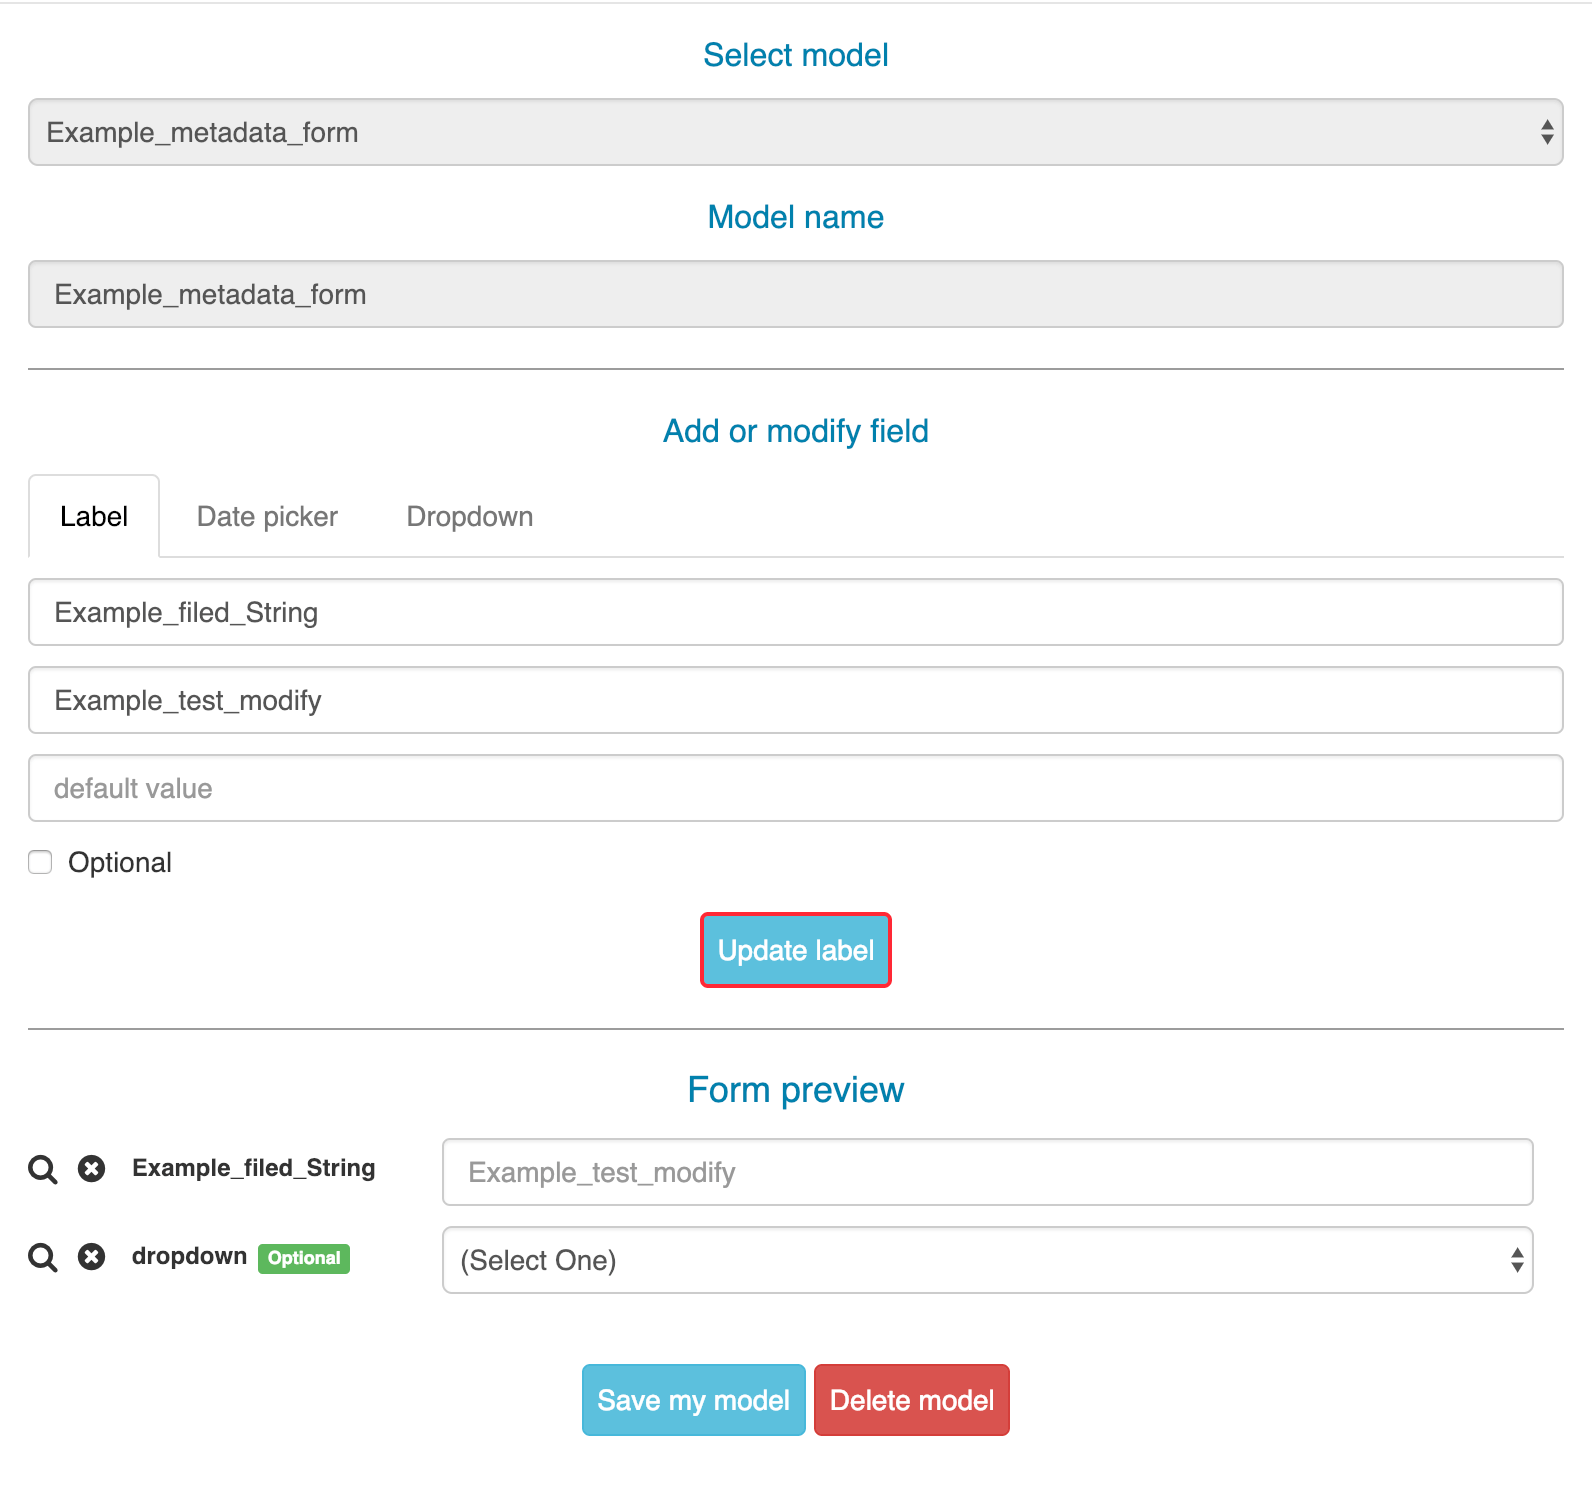 Select model
Example_metadata_form
Model name
Example_metadata_form
Add or modify field
Label Date picker Dropdown
Example_filed_String
Example_test_modify
default value
Optional
Update label
Form preview
Example_filed_String Example_test_modify
dropdown Optional (Select One)
Save my model Delete model